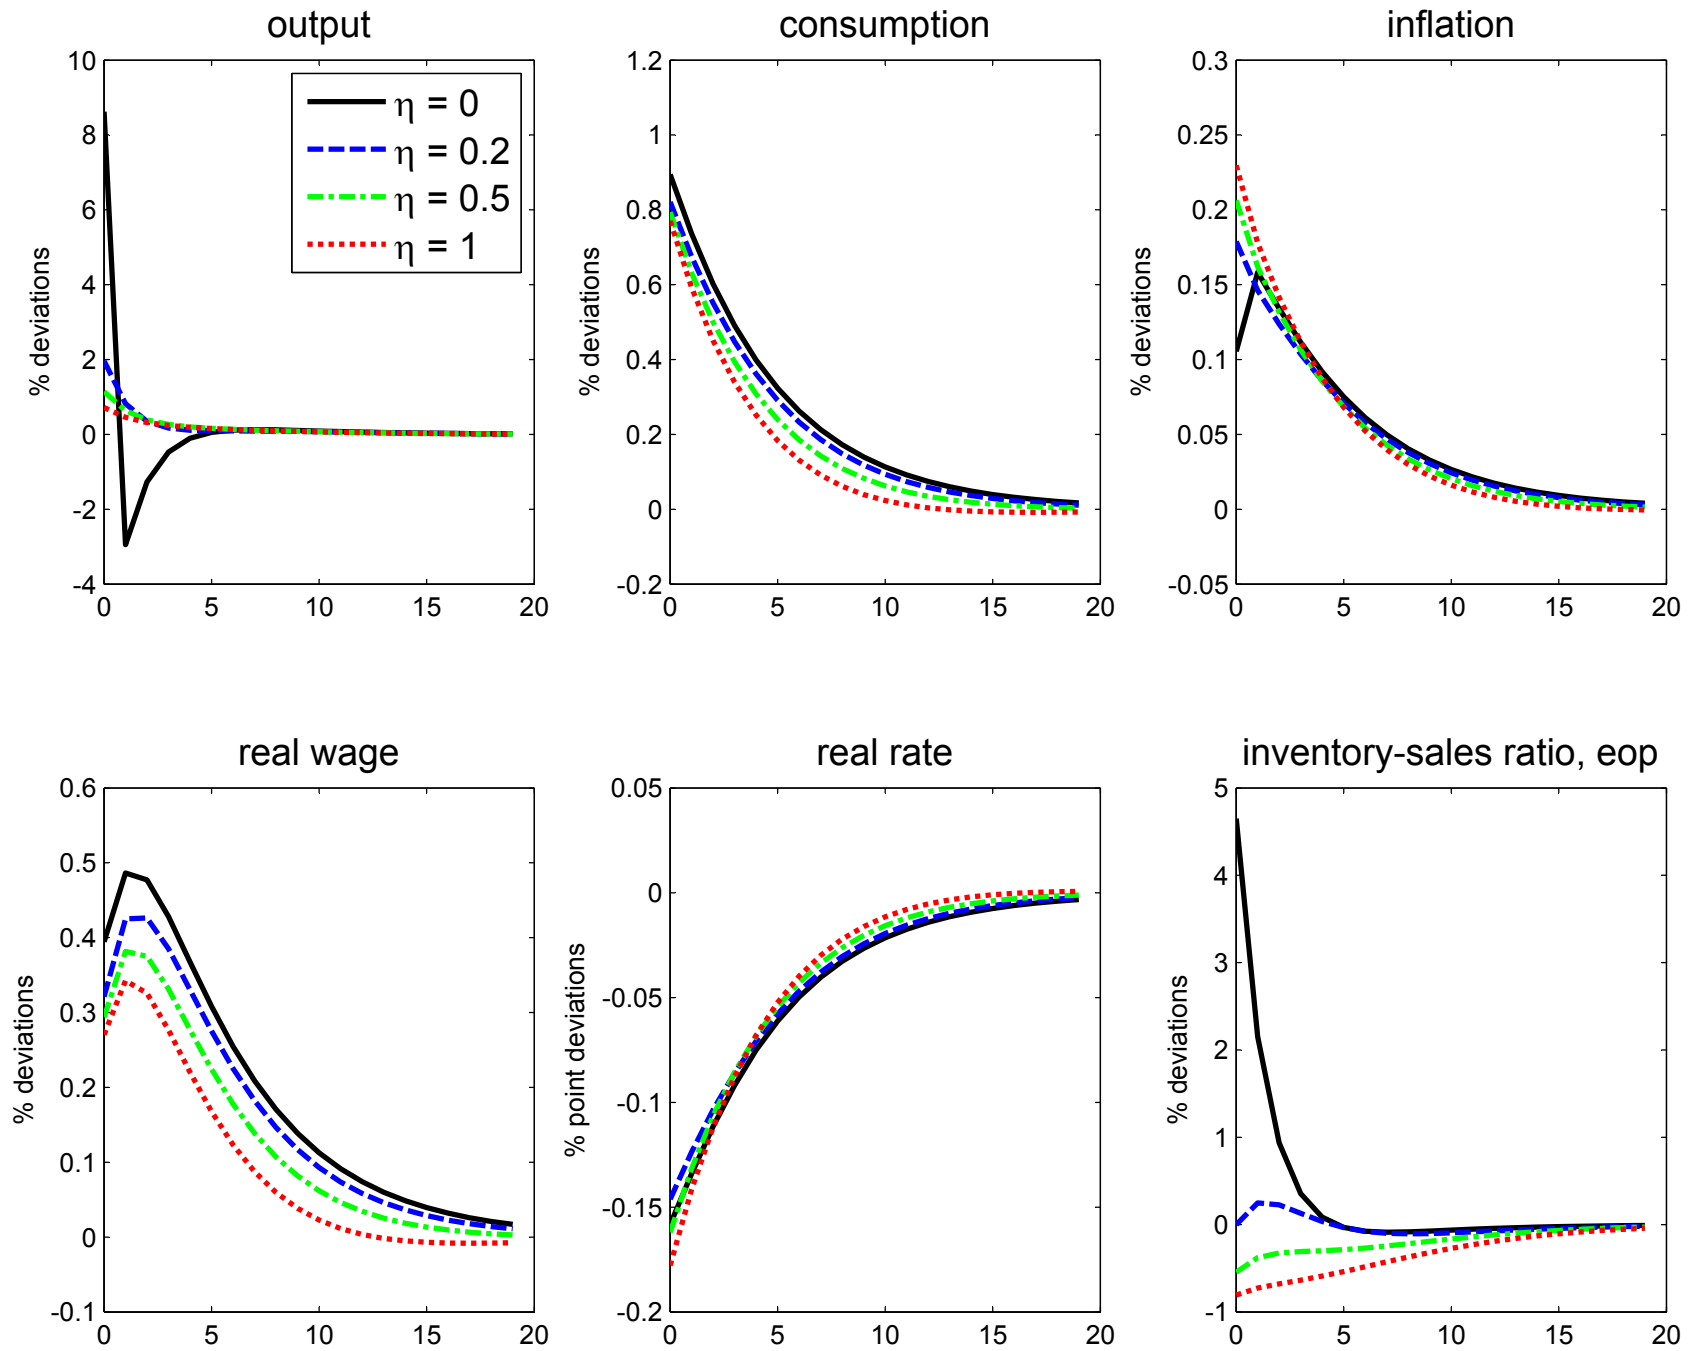 output
% deviations
10
8
6
4
2
0
-2
-4
0 5 10 15 20
η = 0
η = 0.2
η = 0.5
η = 1
consumption
% deviations
1.2
1
0.8
0.6
0.4
0.2
0
-0.2
0 5 10 15 20
inflation
% deviations
0.3
0.25
0.2
0.15
0.1
0.05
0
-0.05
0 5 10 15 20
real wage
% deviations
0.6
0.5
0.4
0.3
0.2
0.1
0
-0.1
0 5 10 15 20
real rate
% point deviations
0.05
0
-0.05
-0.1
-0.15
-0.2
0 5 10 15 20
inventory-sales ratio, eop
% deviations
5
4
3
2
1
0
-1
0 5 10 15 20